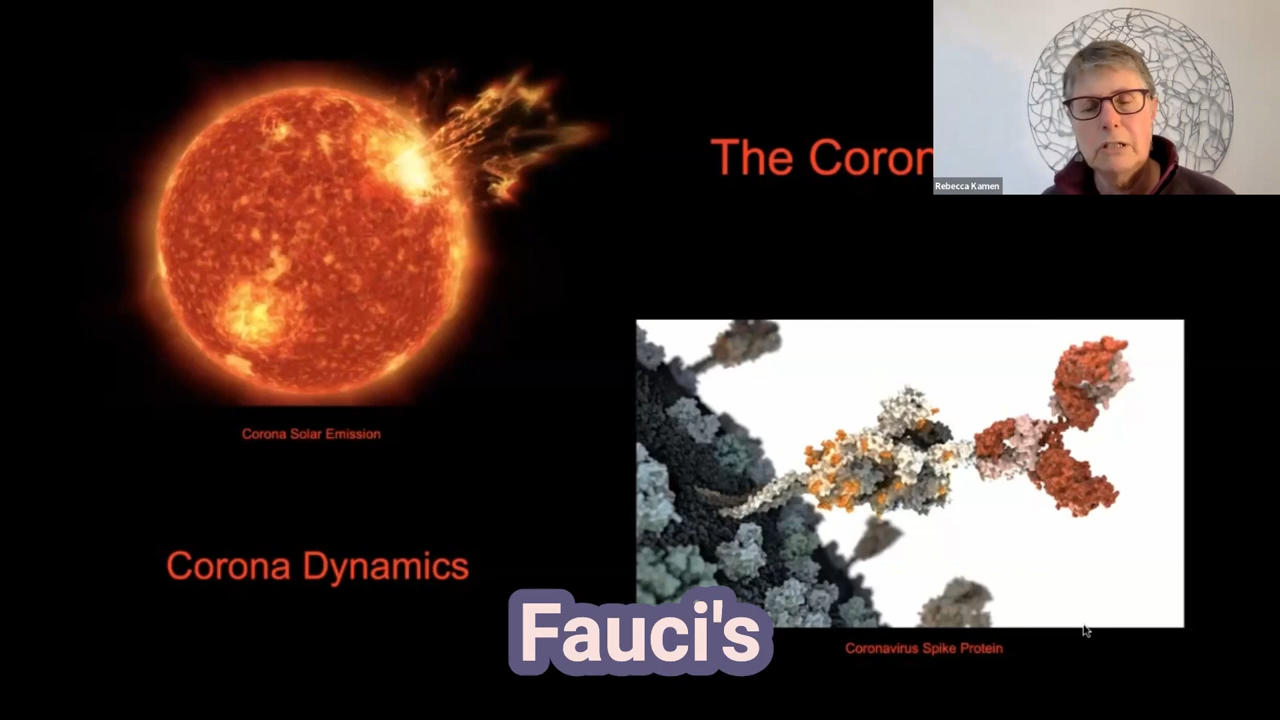 The Coron
Rebecca Kamen
Corona Solar Emission
Corona Dynamics
Fauci's
Coronavirus Spike Protein